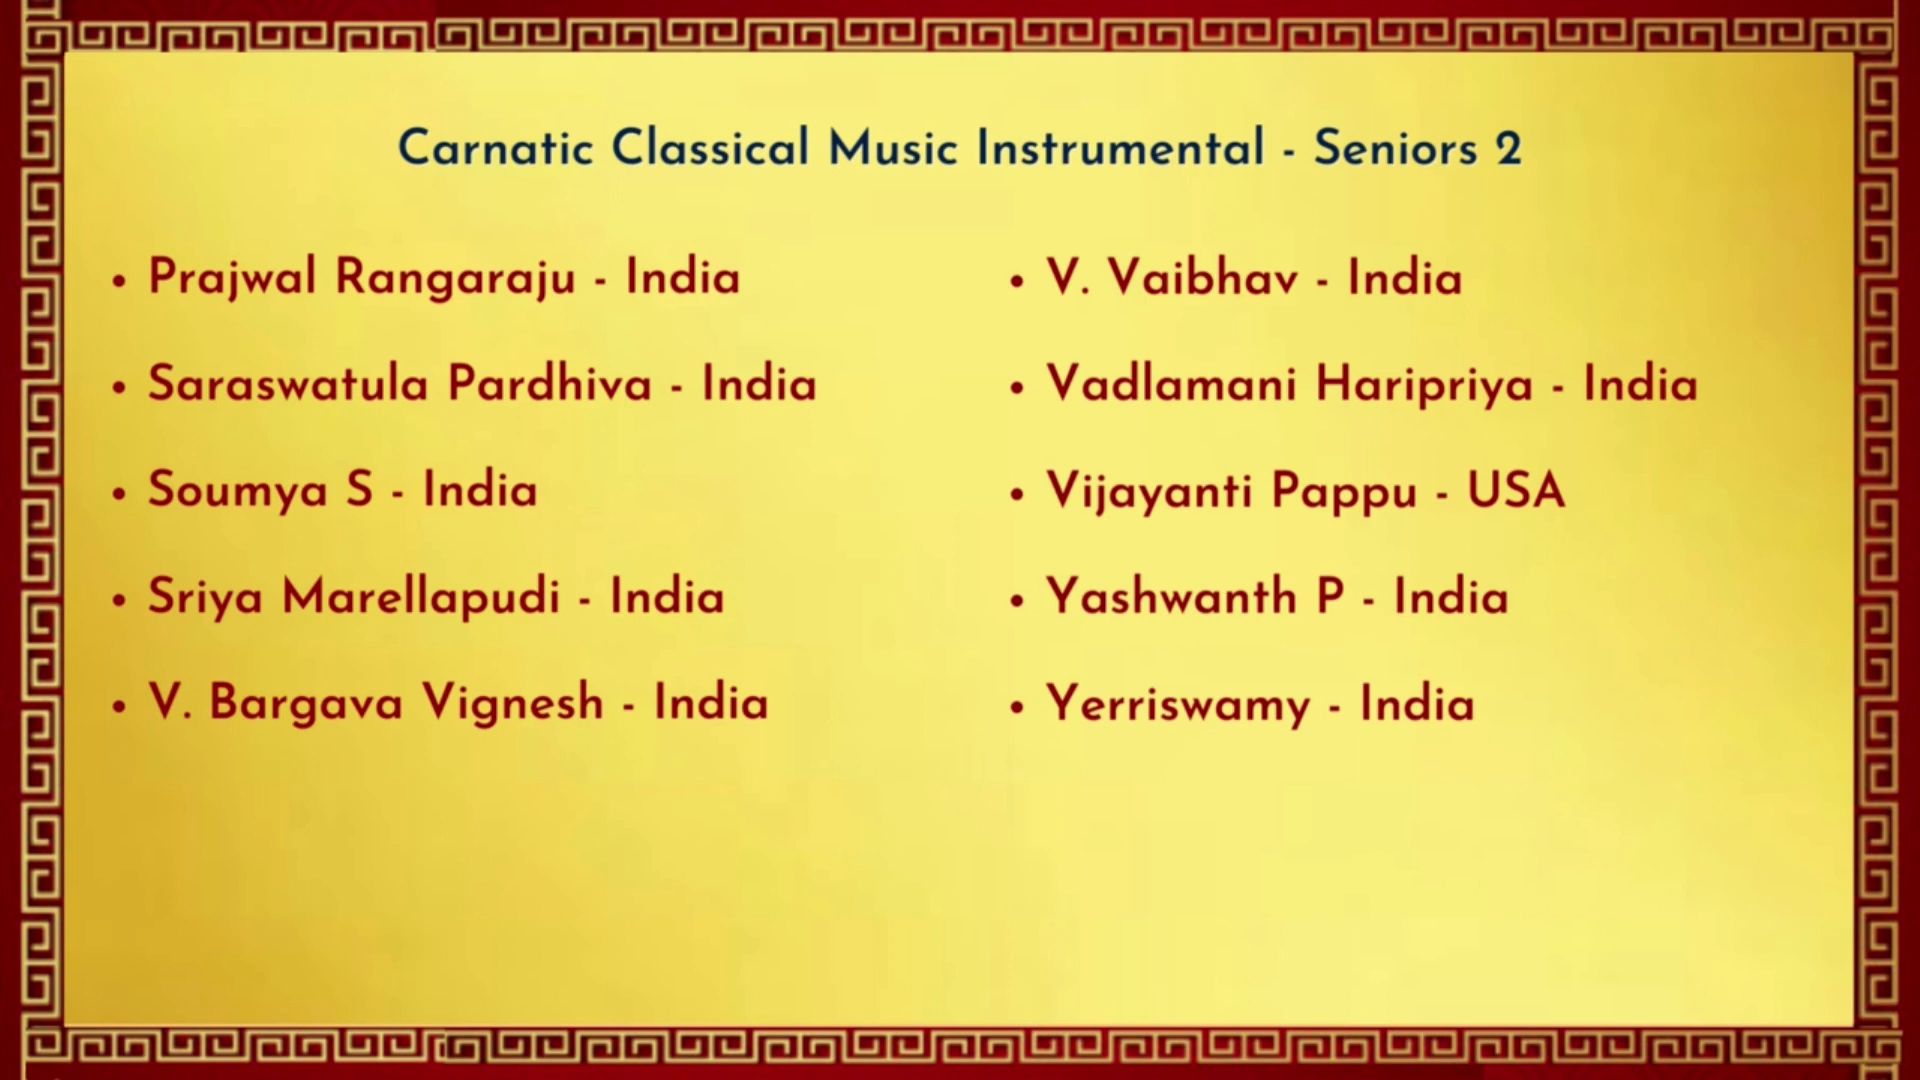 Carnatic Classical Music Instrumental - Seniors 2
• Prajwal Rangaraju - India
• Saraswatula Pardhiva - India
• Soumya S - India
• Sriya Marellapudi - India
• V. Bargava Vignesh - India
• V. Vaibhav - India
• Vadlamani Haripriya - India
• Vijayanti Pappu - USA
• Yashwanth P - India
• Yerriswamy - India